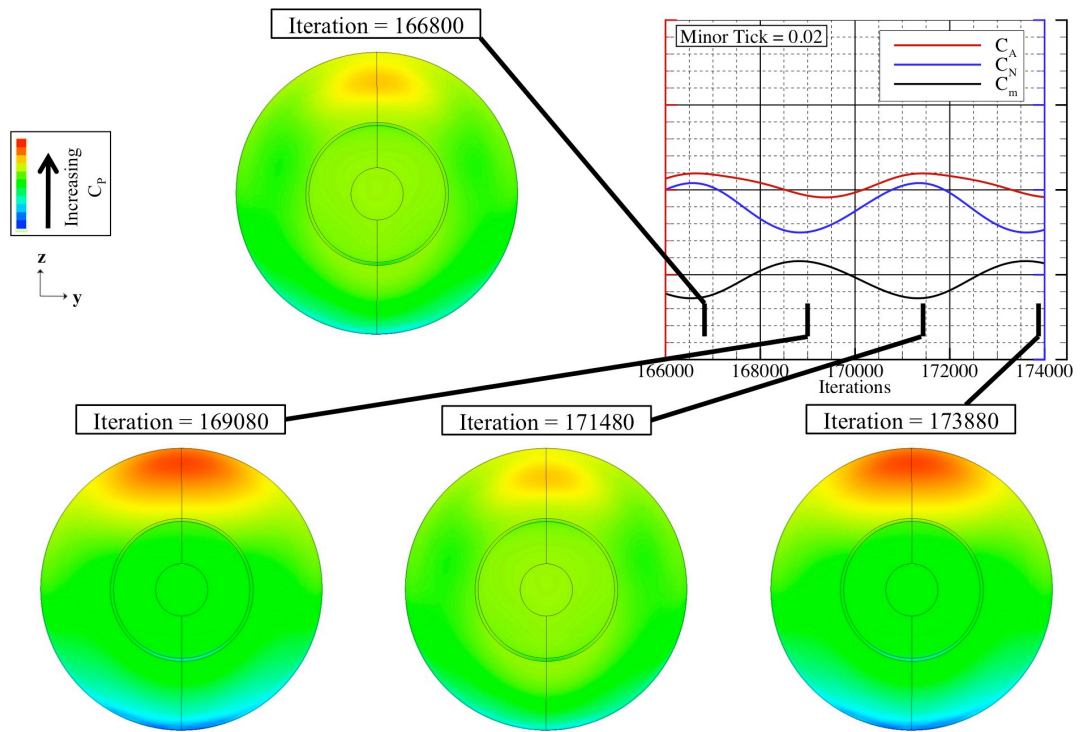 Iteration = 166800
Minor Tick = 0.02
C_A
C_N
C_m
Increasing
C_P
z
y
166000 168000 170000 172000 174000
Iterations
Iteration = 169080
Iteration = 171480
Iteration = 173880